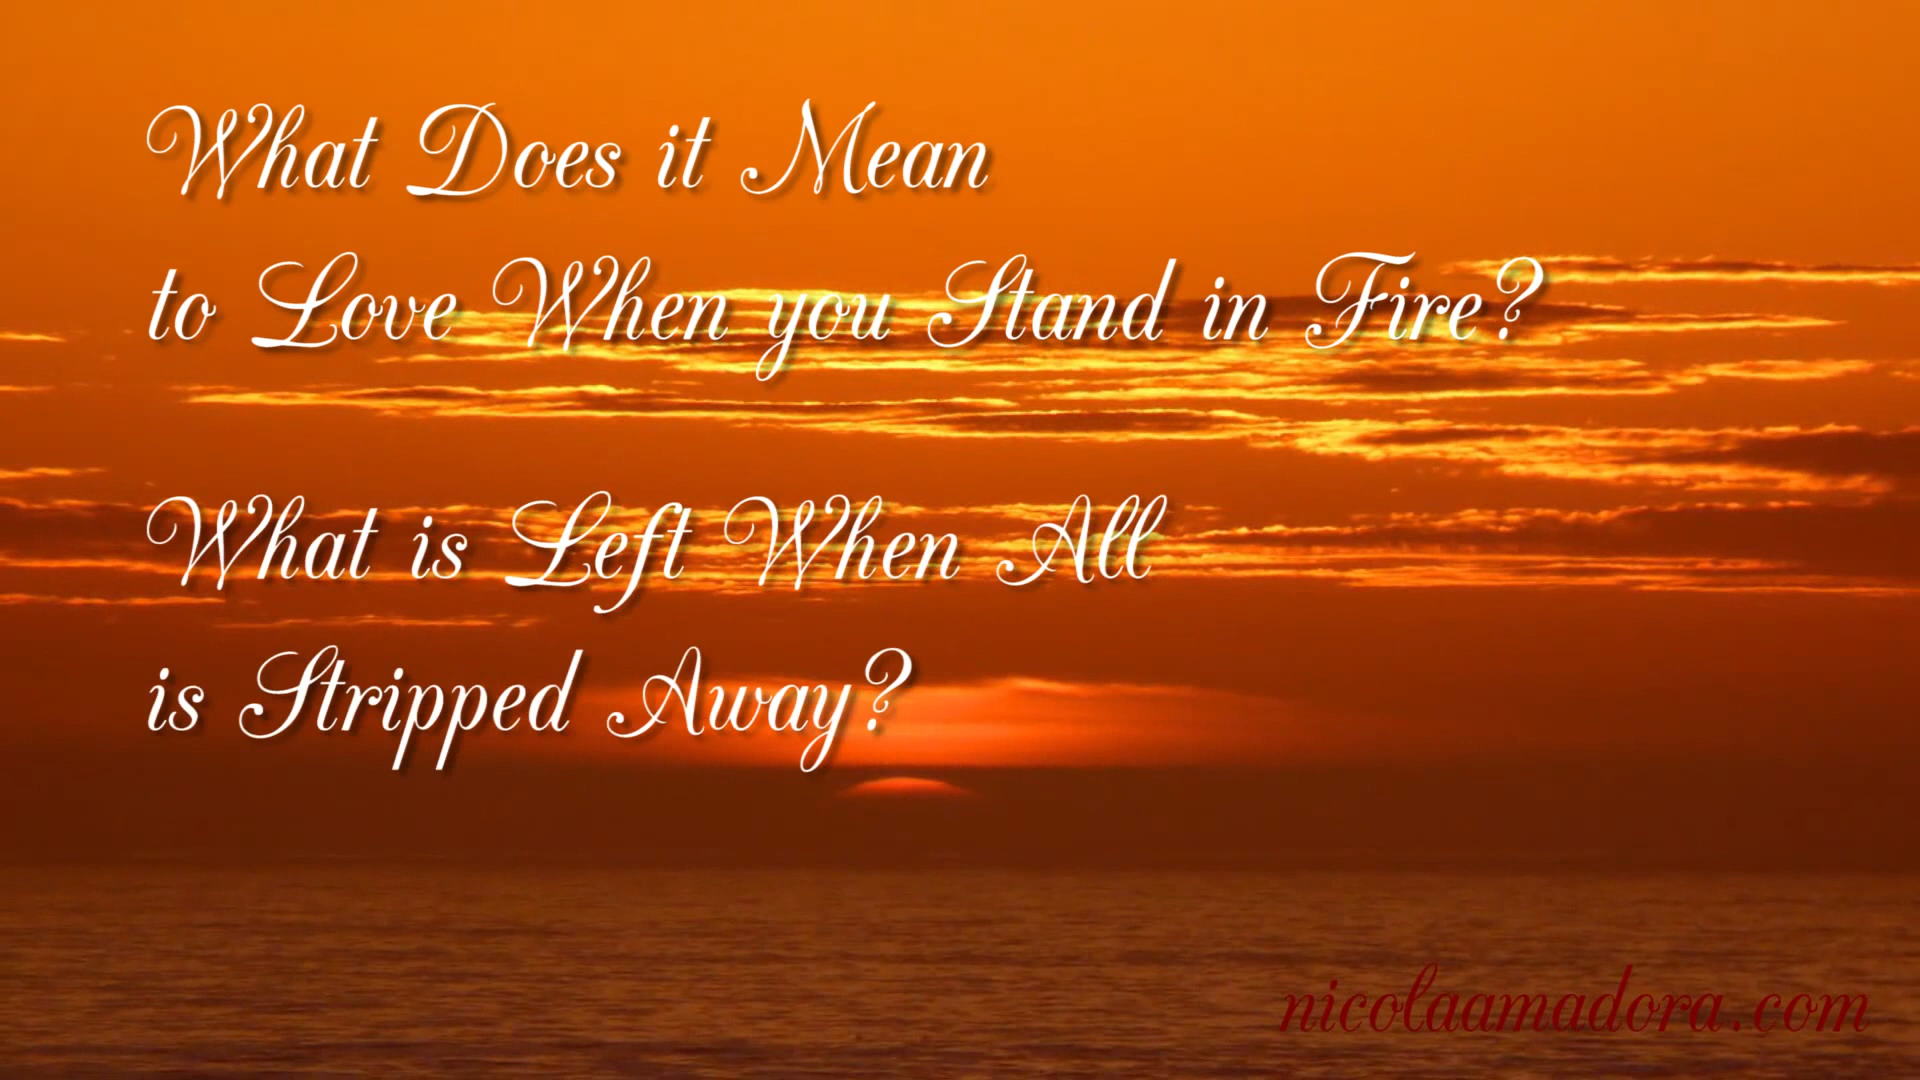 What Does it Mean
to Love When you Stand in Fire?
What is Left When All
is Stripped Away?
nicolaamadora.com